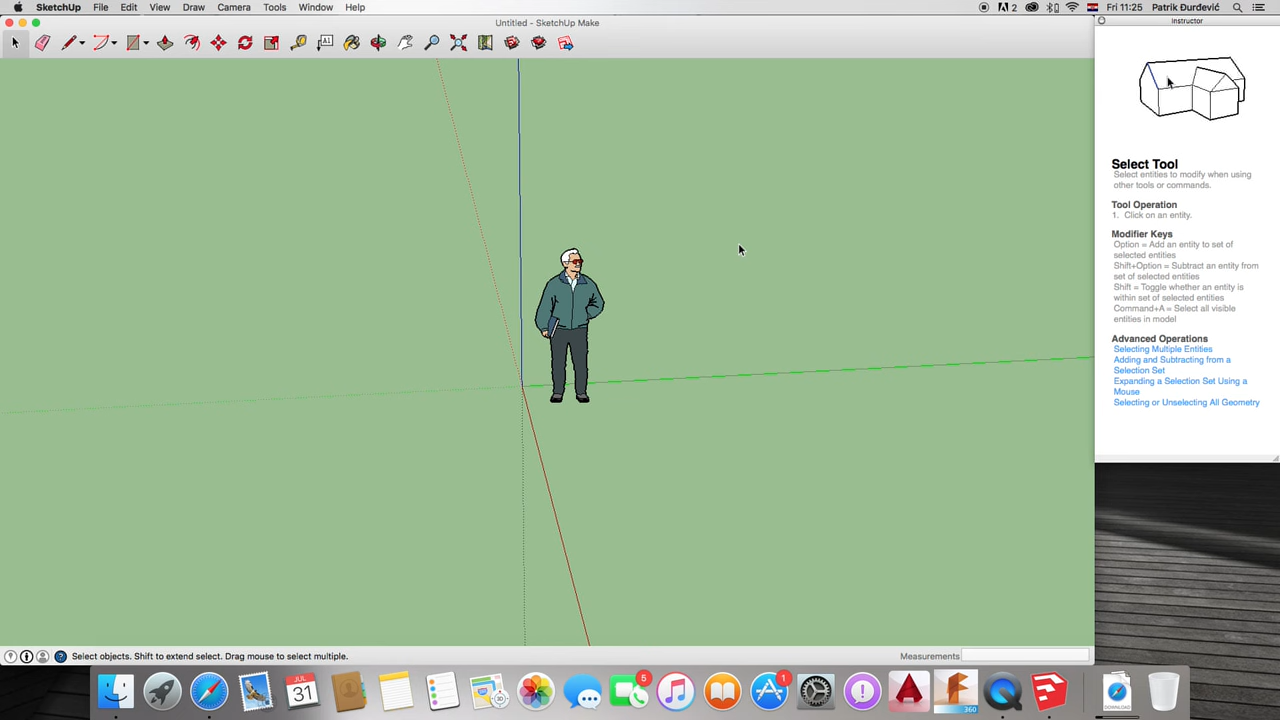 SketchUp File Edit View Draw Camera Tools Window Help 2 Fri 11:25 Patrik Đurđević
Untitled - SketchUp Make
Instructor
A1
Select Tool
Select entities to modify when using
other tools or commands.
Tool Operation
1. Click on an entity.
Modifier Keys
Option = Add an entity to set of
selected entities
Shift+Option = Subtract an entity from
set of selected entities
Shift = Toggle whether an entity is
within set of selected entities
Command+A = Select all visible
entities in model
Advanced Operations
Selecting Multiple Entities
Adding and Subtracting from a
Selection Set
Expanding a Selection Set Using a
Mouse
Selecting or Unselecting All Geometry
Select objects. Shift to extend select. Drag mouse to select multiple.
Measurements
JUL
31
5
1
360
DOWNLOAD